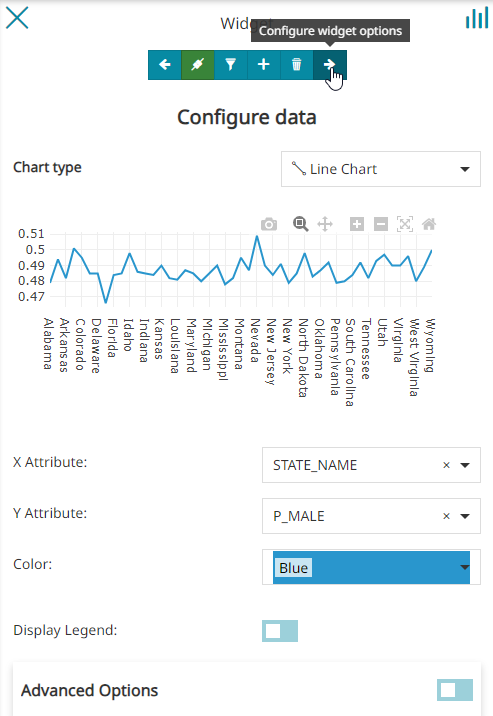 Widg
Configure widget options
Configure data
Chart type
Line Chart
0.51
0.5
0.49
0.48
0.47
Alabama
Arkansas
Colorado
Delaware
Florida
Idaho
Indiana
Kansas
Louisiana
Maryland
Michigan
Mississippi
Montana
Nevada
New Jersey
New York
North Dakota
Oklahoma
Pennsylvania
South Carolina
Tennessee
Utah
Virginia
West Virginia
Wyoming
X Attribute:
STATE_NAME
Y Attribute:
P_MALE
Color:
Blue
Display Legend:
Advanced Options